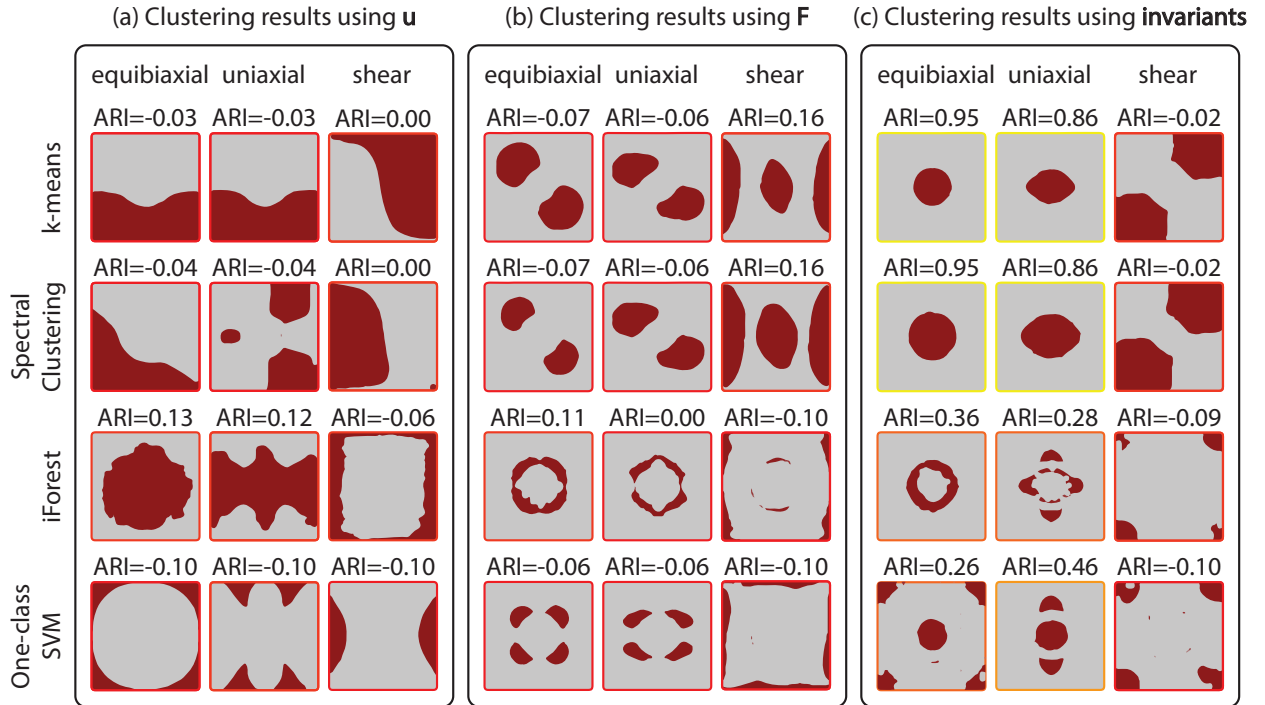 (a) Clustering results using u
(b) Clustering results using F
(c) Clustering results using invariants
equibiaxial uniaxial shear
equibiaxial uniaxial shear
equibiaxial uniaxial shear
k-means
ARI=-0.03 ARI=-0.03 ARI=0.00
ARI=-0.07 ARI=-0.06 ARI=0.16
ARI=0.95 ARI=0.86 ARI=-0.02
Spectral
Clustering
ARI=-0.04 ARI=-0.04 ARI=0.00
ARI=-0.07 ARI=-0.06 ARI=0.16
ARI=0.95 ARI=0.86 ARI=-0.02
iForest
ARI=0.13 ARI=0.12 ARI=-0.06
ARI=0.11 ARI=0.00 ARI=-0.10
ARI=0.36 ARI=0.28 ARI=-0.09
One-class
SVM
ARI=-0.10 ARI=-0.10 ARI=-0.10
ARI=-0.06 ARI=-0.06 ARI=-0.10
ARI=0.26 ARI=0.46 ARI=-0.10